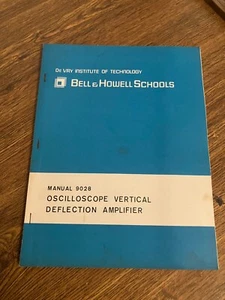 DE VRY INSTITUTE OF TECHNOLOGY
BELL & HOWELL SCHOOLS
MANUAL 9028
OSCILLOSCOPE VERTICAL
DEFLECTION AMPLIFIER